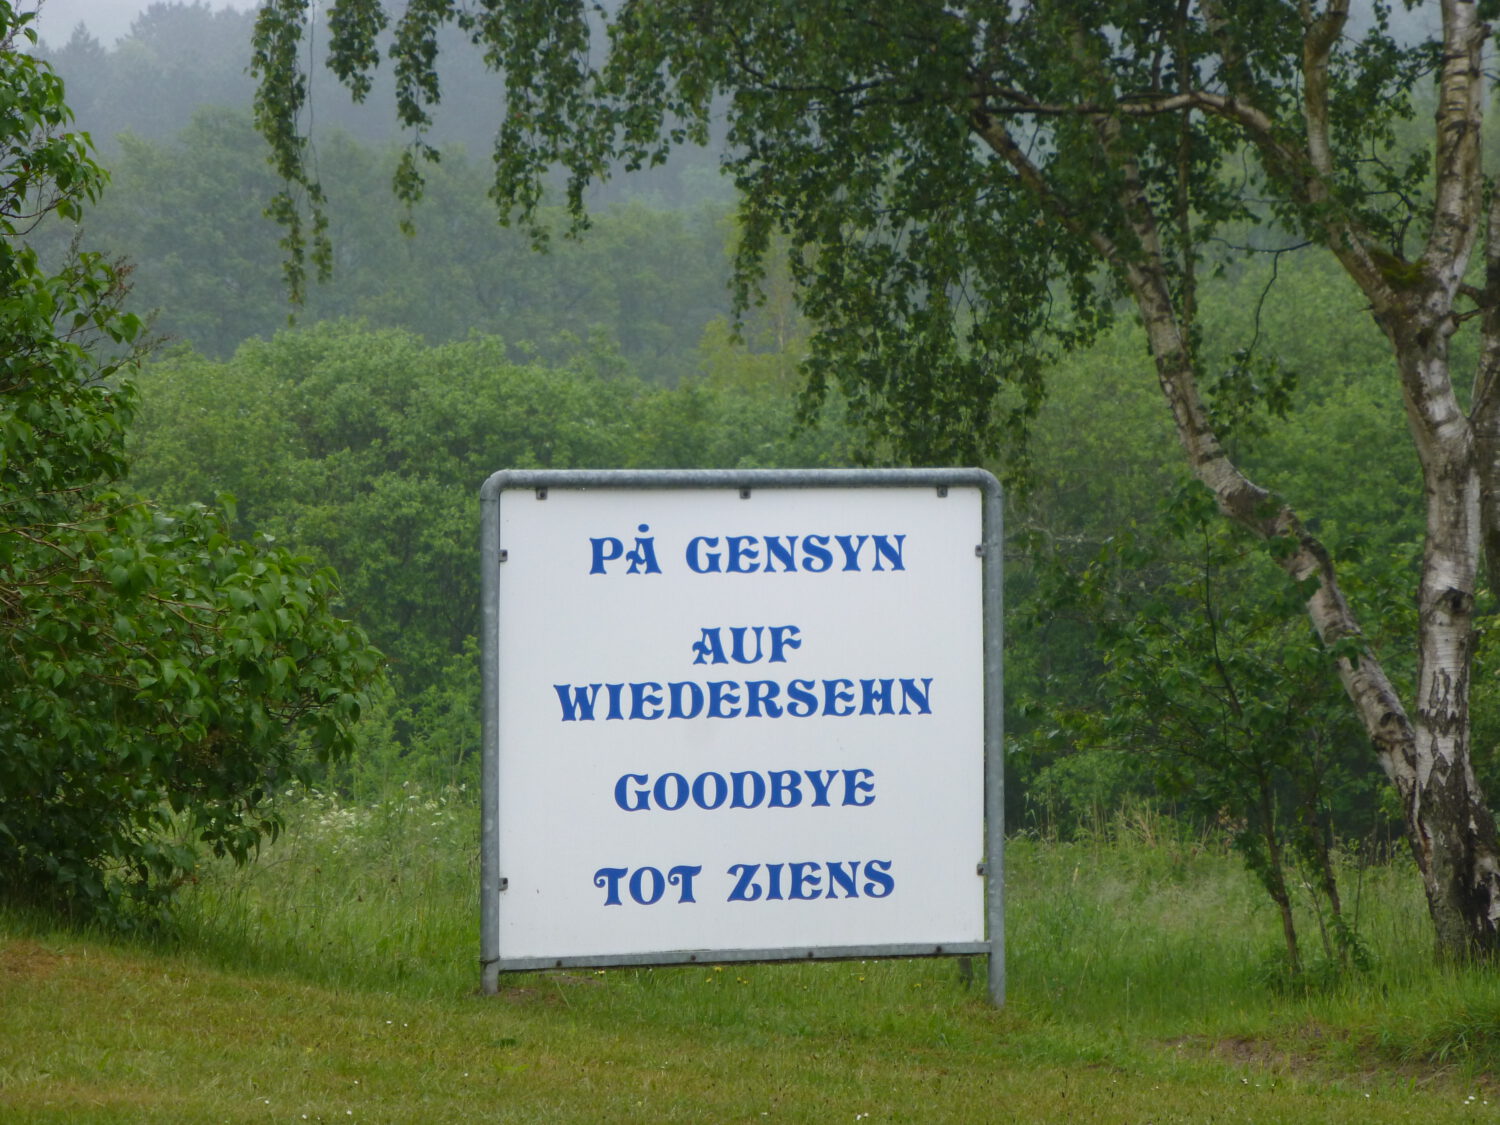 PÅ GENSYN
AUF
WIEDERSEHN
GOODBYE
TOT ZIENS